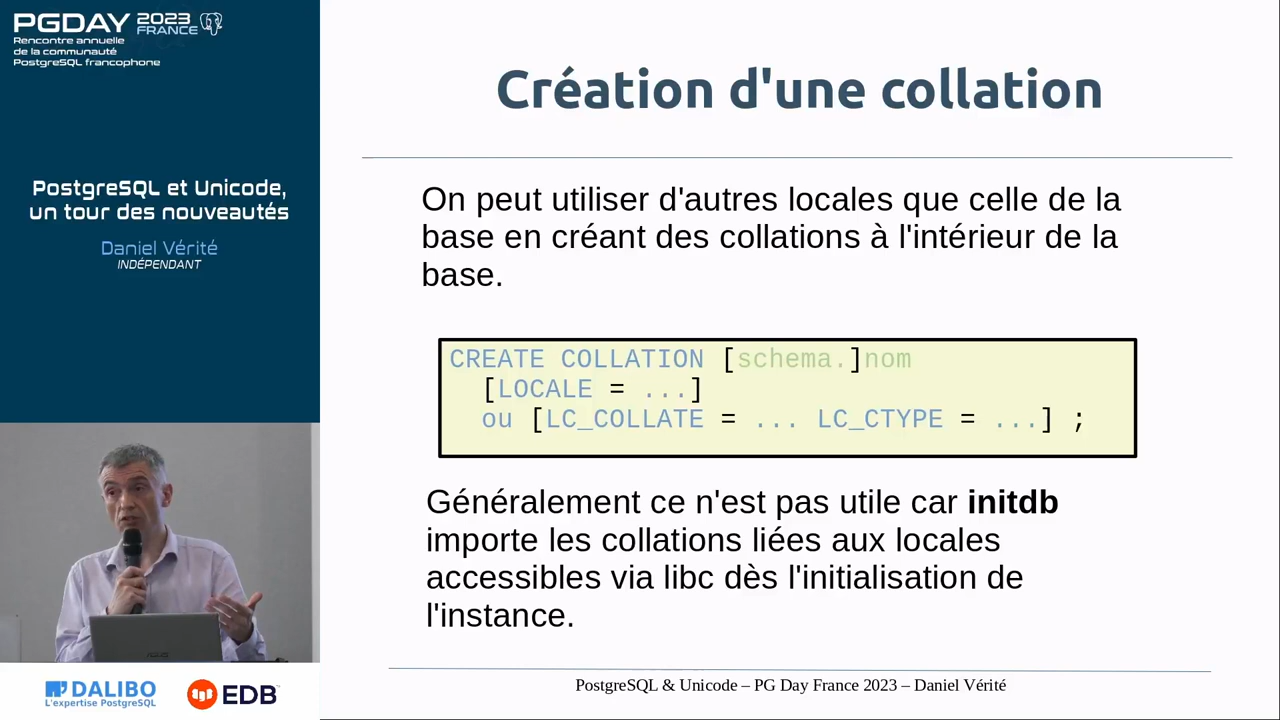 PGDAY 2023 FRANCE
Rencontre annuelle
de la communauté
PostgreSQL francophone
PostgreSQL et Unicode,
un tour des nouveautés
Daniel Vérité
INDÉPENDANT
Création d'une collation
On peut utiliser d'autres locales que celle de la
base en créant des collations à l'intérieur de la
base.
CREATE COLLATION [schema.]nom
[LOCALE = ...]
ou [LC_COLLATE = ... LC_CTYPE = ...] ;
Généralement ce n'est pas utile car initdb
importe les collations liées aux locales
accessibles via libc dès l'initialisation de
l'instance.
PostgreSQL & Unicode – PG Day France 2023 – Daniel Vérité
DALIBO
L'expertise PostgreSQL
EDB
ASUS